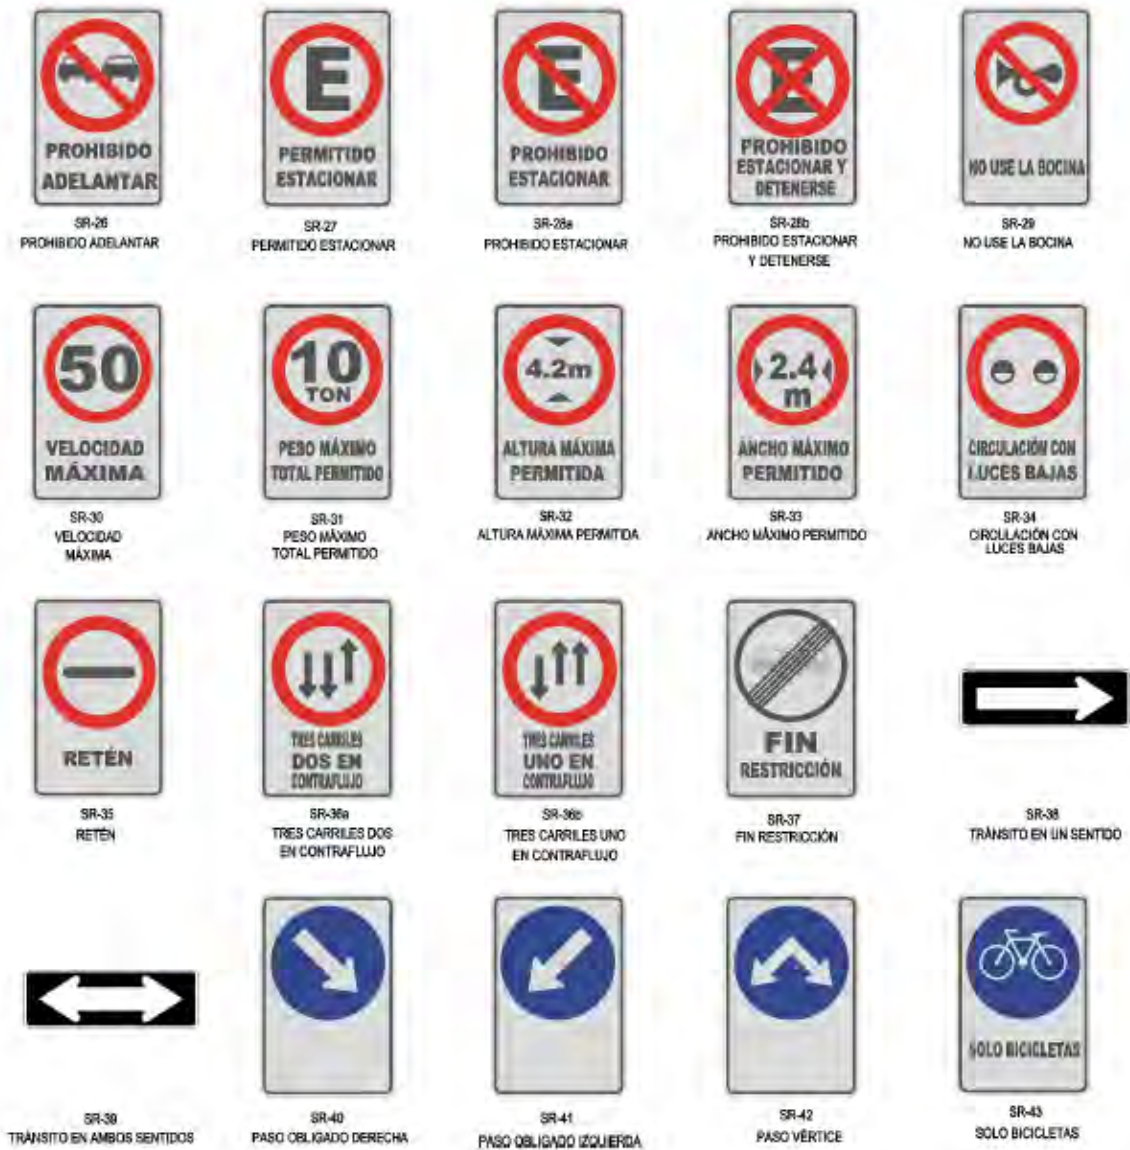 PROHIBIDO
ADELANTAR
SR-26
PROHIBIDO ADELANTAR
E
PERMITIDO
ESTACIONAR
SR-27
PERMITIDO ESTACIONAR
E
PROHIBIDO
ESTACIONAR
SR-28a
PROHIBIDO ESTACIONAR
E
PROHIBIDO
ESTACIONAR Y
DETENERSE
SR-28b
PROHIBIDO ESTACIONAR
Y DETENERSE
NO USE LA BOCINA
SR-29
NO USE LA BOCINA
50
VELOCIDAD
MÁXIMA
SR-30
VELOCIDAD
MÁXIMA
10
TON
PESO MÁXIMO
TOTAL PERMITIDO
SR-31
PESO MÁXIMO
TOTAL PERMITIDO
4.2m
ALTURA MÁXIMA
PERMITIDA
SR-32
ALTURA MÁXIMA PERMITIDA
2.4
m
ANCHO MÁXIMO
PERMITIDO
SR-33
ANCHO MÁXIMO PERMITIDO
CIRCULACIÓN CON
LUCES BAJAS
SR-34
CIRCULACIÓN CON
LUCES BAJAS
RETÉN
SR-35
RETÉN
TRES CARRILES
DOS EN
CONTRAFLUJO
SR-36a
TRES CARRILES DOS
EN CONTRAFLUJO
TRES CARRILES
UNO EN
CONTRAFLUJO
SR-36b
TRES CARRILES UNO
EN CONTRAFLUJO
FIN
RESTRICCIÓN
SR-37
FIN RESTRICCIÓN
SR-38
TRÁNSITO EN UN SENTIDO
SR-39
TRÁNSITO EN AMBOS SENTIDOS
SR-40
PASO OBLIGADO DERECHA
SR-41
PASO OBLIGADO IZQUIERDA
SR-42
PASO VÉRTICE
SOLO BICICLETAS
SR-43
SOLO BICICLETAS